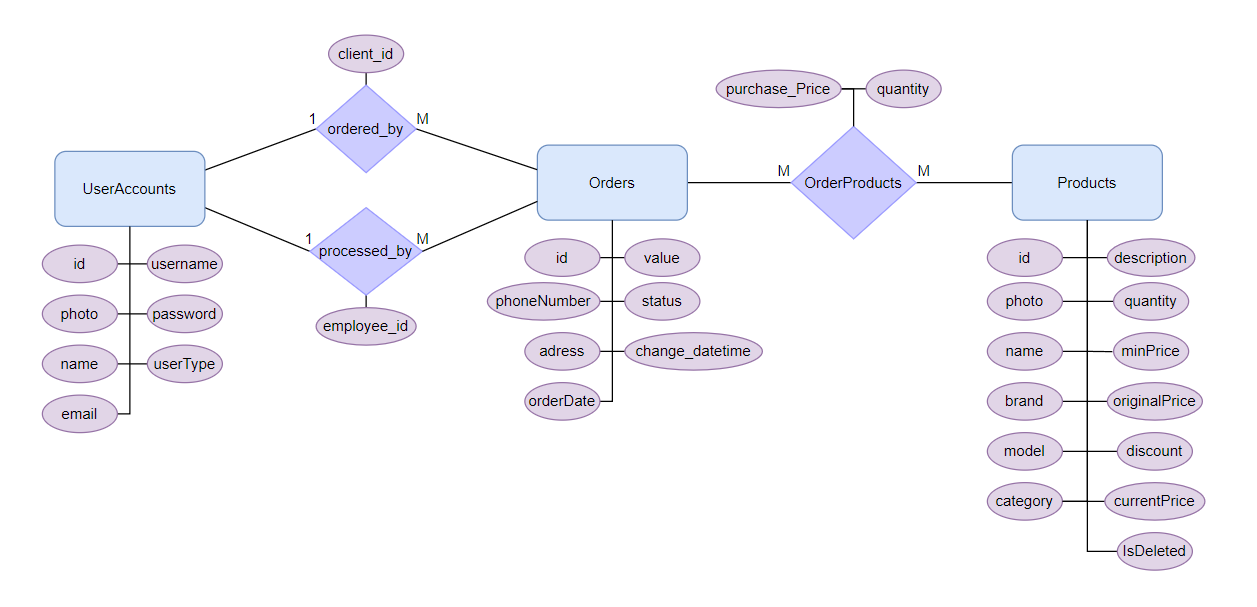 client_id
purchase_Price
quantity
1
ordered_by
M
UserAccounts
Orders
M
OrderProducts
M
Products
1
processed_by
M
employee_id
id
username
photo
password
name
userType
email
id
value
phoneNumber
status
adress
change_datetime
orderDate
id
description
photo
quantity
name
minPrice
brand
originalPrice
model
discount
category
currentPrice
IsDeleted